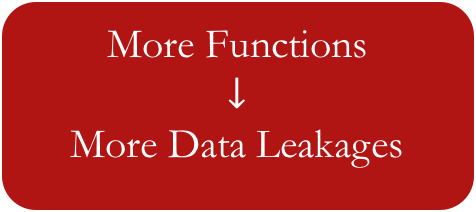 More Functions
↓
More Data Leakages